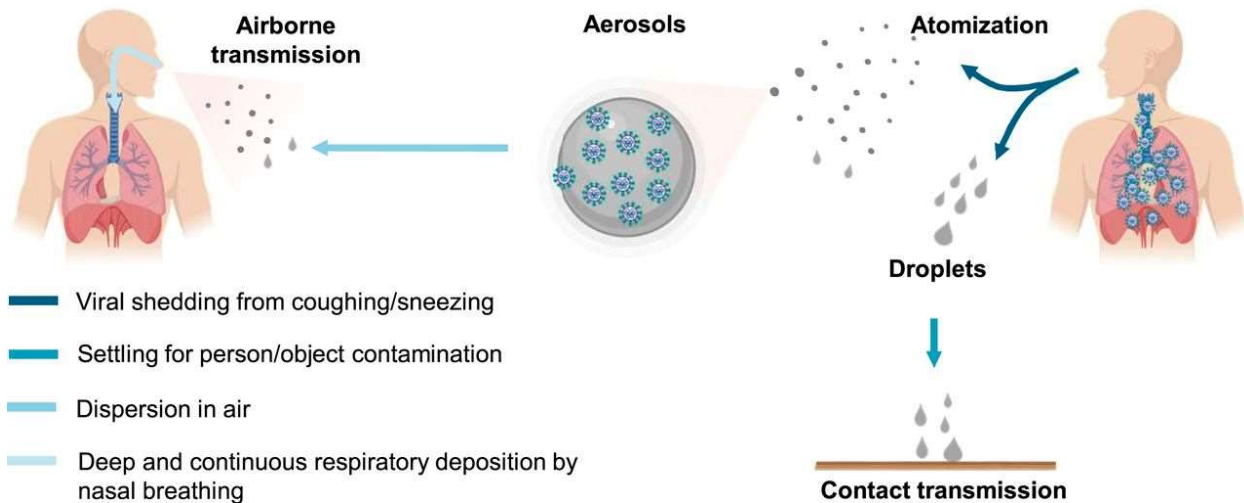 Airborne
transmission
Aerosols
Atomization
Droplets
Viral shedding from coughing/sneezing
Settling for person/object contamination
Dispersion in air
Deep and continuous respiratory deposition by
nasal breathing
Contact transmission